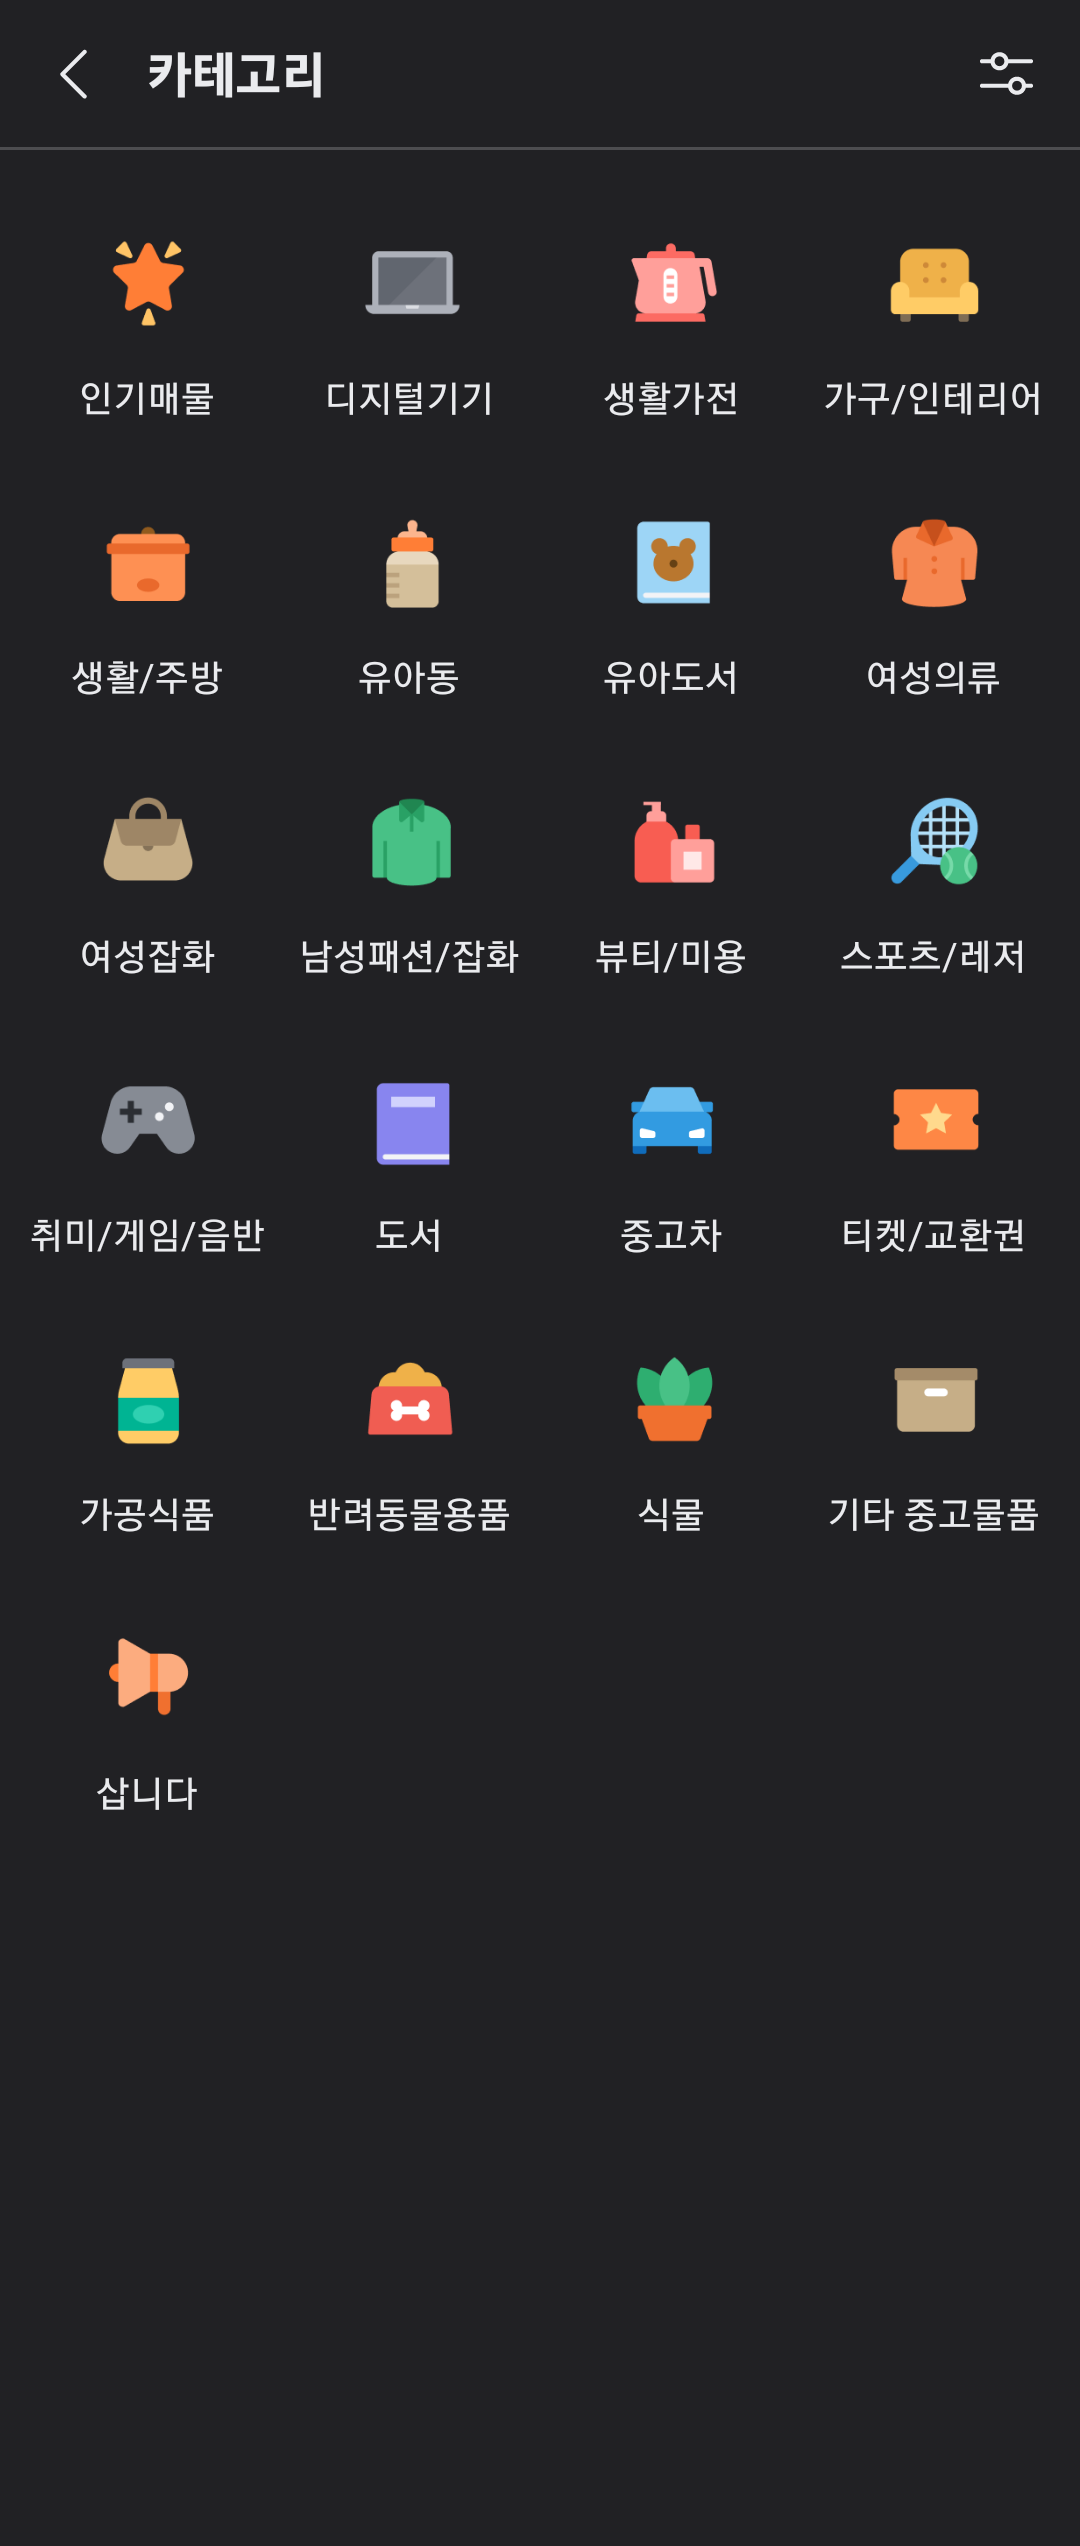 카테고리
인기매물 디지털기기 생활가전 가구/인테리어
생활/주방 유아동 유아도서 여성의류
여성잡화 남성패션/잡화 뷰티/미용 스포츠/레저
취미/게임/음반 도서 중고차 티켓/교환권
가공식품 반려동물용품 식물 기타 중고물품
삽니다